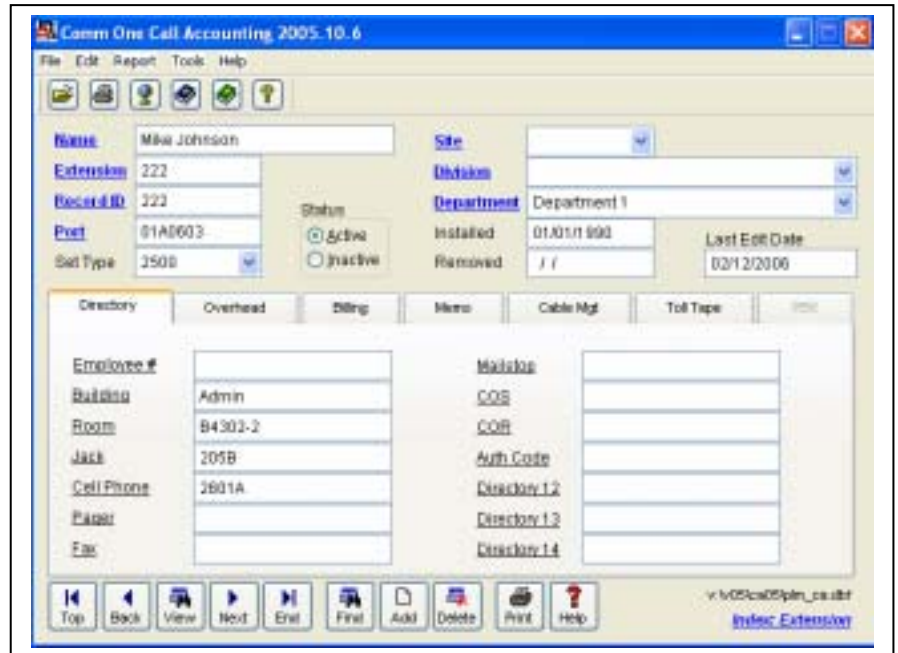 Comm One Call Accounting 2005.10.6
File Edit Report Tools Help
Name Mike Johnson
Extension 222
Record ID 222
Port 01A0603
Set Type 2500
Status
Active
Inactive
Site
Division
Department Department 1
Installed 01/01/1990
Removed / /
Last Edit Date
02/12/2006
Directory Overhead Billing Memo Cable Mgt Toll Tape
Employee #
Building Admin
Room B4302-2
Jack 205B
Cell Phone 2601A
Pager
Fax
Mailstop
COS
COR
Auth Code
Directory 12
Directory 13
Directory 14
Top Back View Next End Find Add Delete Print Help
Index: Extension